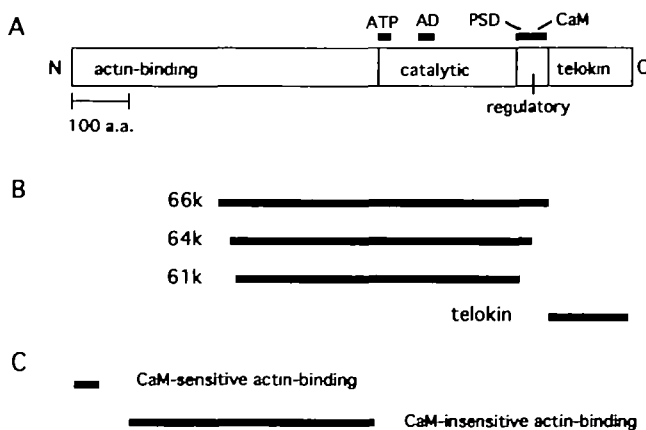 A
ATP AD PSD CaM
N actin-binding catalytic telokin C
regulatory
100 a.a.
B
66k
64k
61k
telokin
C
CaM-sensitive actin-binding
CaM-insensitive actin-binding